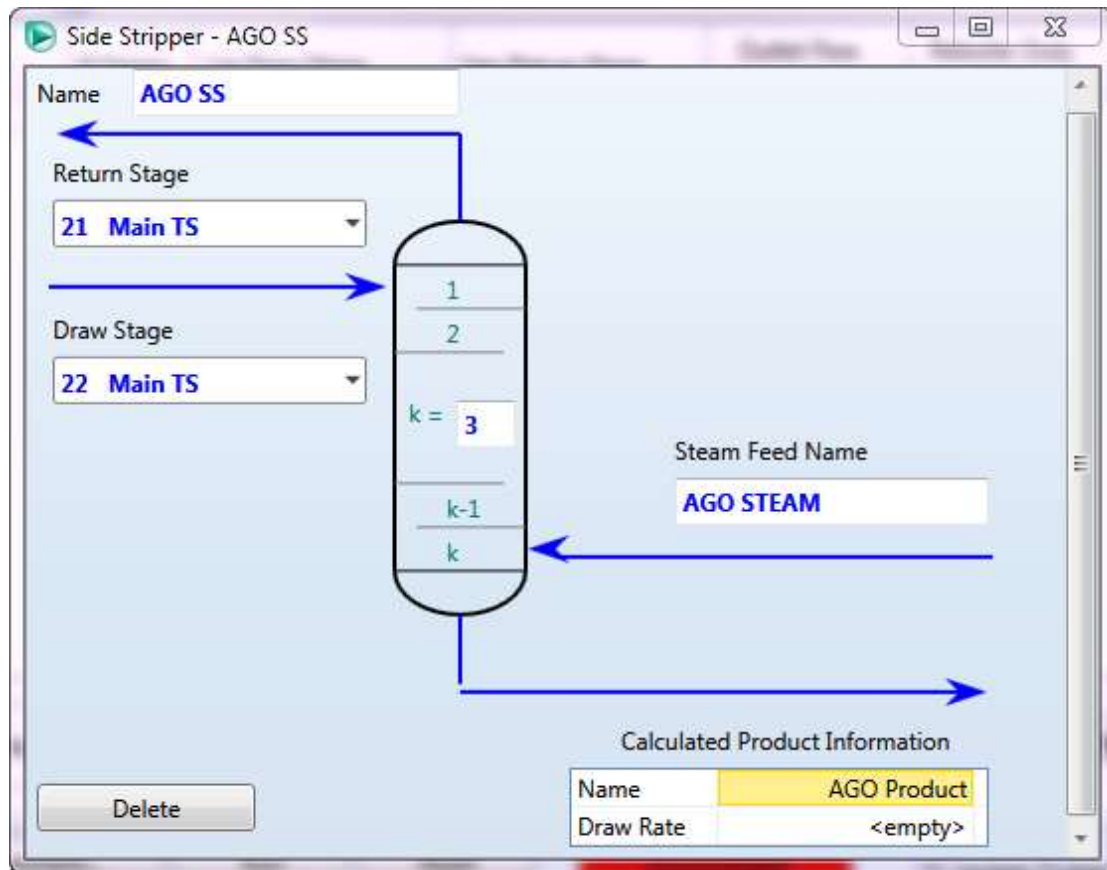 Side Stripper - AGO SS
Name AGO SS
Return Stage
21 Main TS
1
Draw Stage
2
22 Main TS
k = 3
Steam Feed Name
k-1
AGO STEAM
k
Calculated Product Information
Name AGO Product
Delete
Draw Rate <empty>